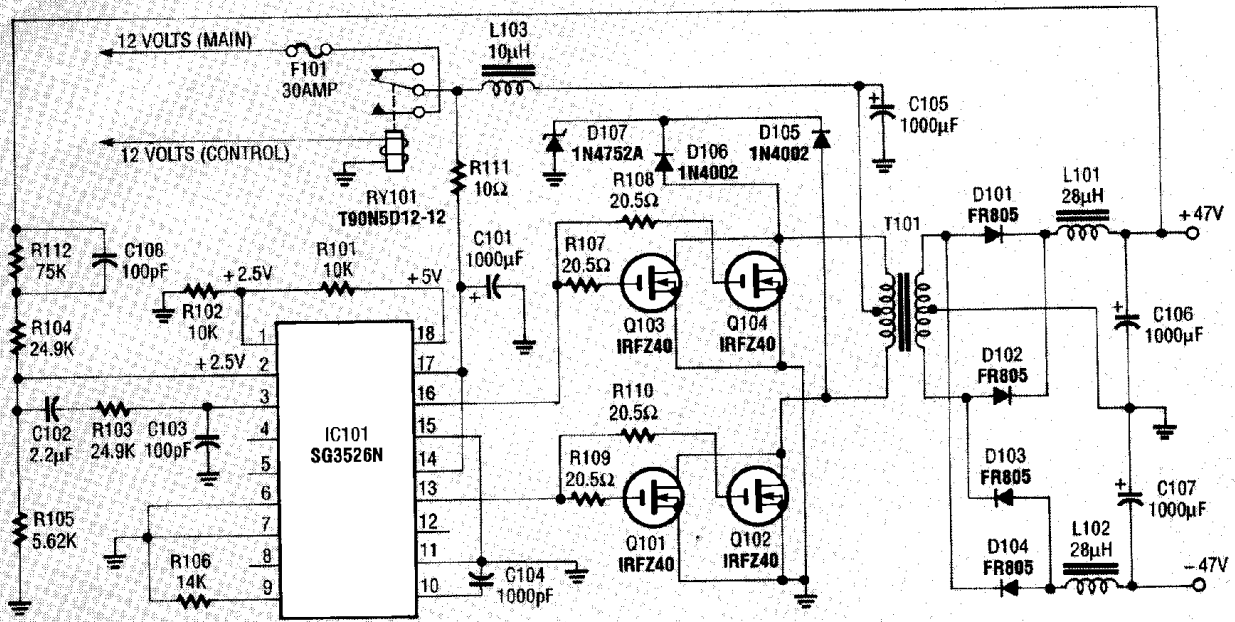 12 VOLTS (MAIN)
F101
30AMP
L103
10µH
C105
1000µF
12 VOLTS (CONTROL)
RY101
T90N5D12-12
R111
10Ω
D107
1N4752A
D106
1N4002
D105
1N4002
R108
20.5Ω
R107
20.5Ω
Q103
IRFZ40
Q104
IRFZ40
T101
D101
FR805
L101
28µH
+47V
R112
75K
C108
100pF
R101
10K
+2.5V
+5V
R102
10K
C101
1000µF
R104
24.9K
+2.5V
C102
2.2µF
R103
24.9K
C103
100pF
R105
5.62K
R106
14K
1
2
3
4
5
6
7
8
9
IC101
SG3526N
18
17
16
15
14
13
12
11
10
C104
1000pF
R110
20.5Ω
R109
20.5Ω
Q101
IRFZ40
Q102
IRFZ40
D102
FR805
C106
1000µF
D103
FR805
C107
1000µF
D104
FR805
L102
28µH
-47V
+
+
+
+